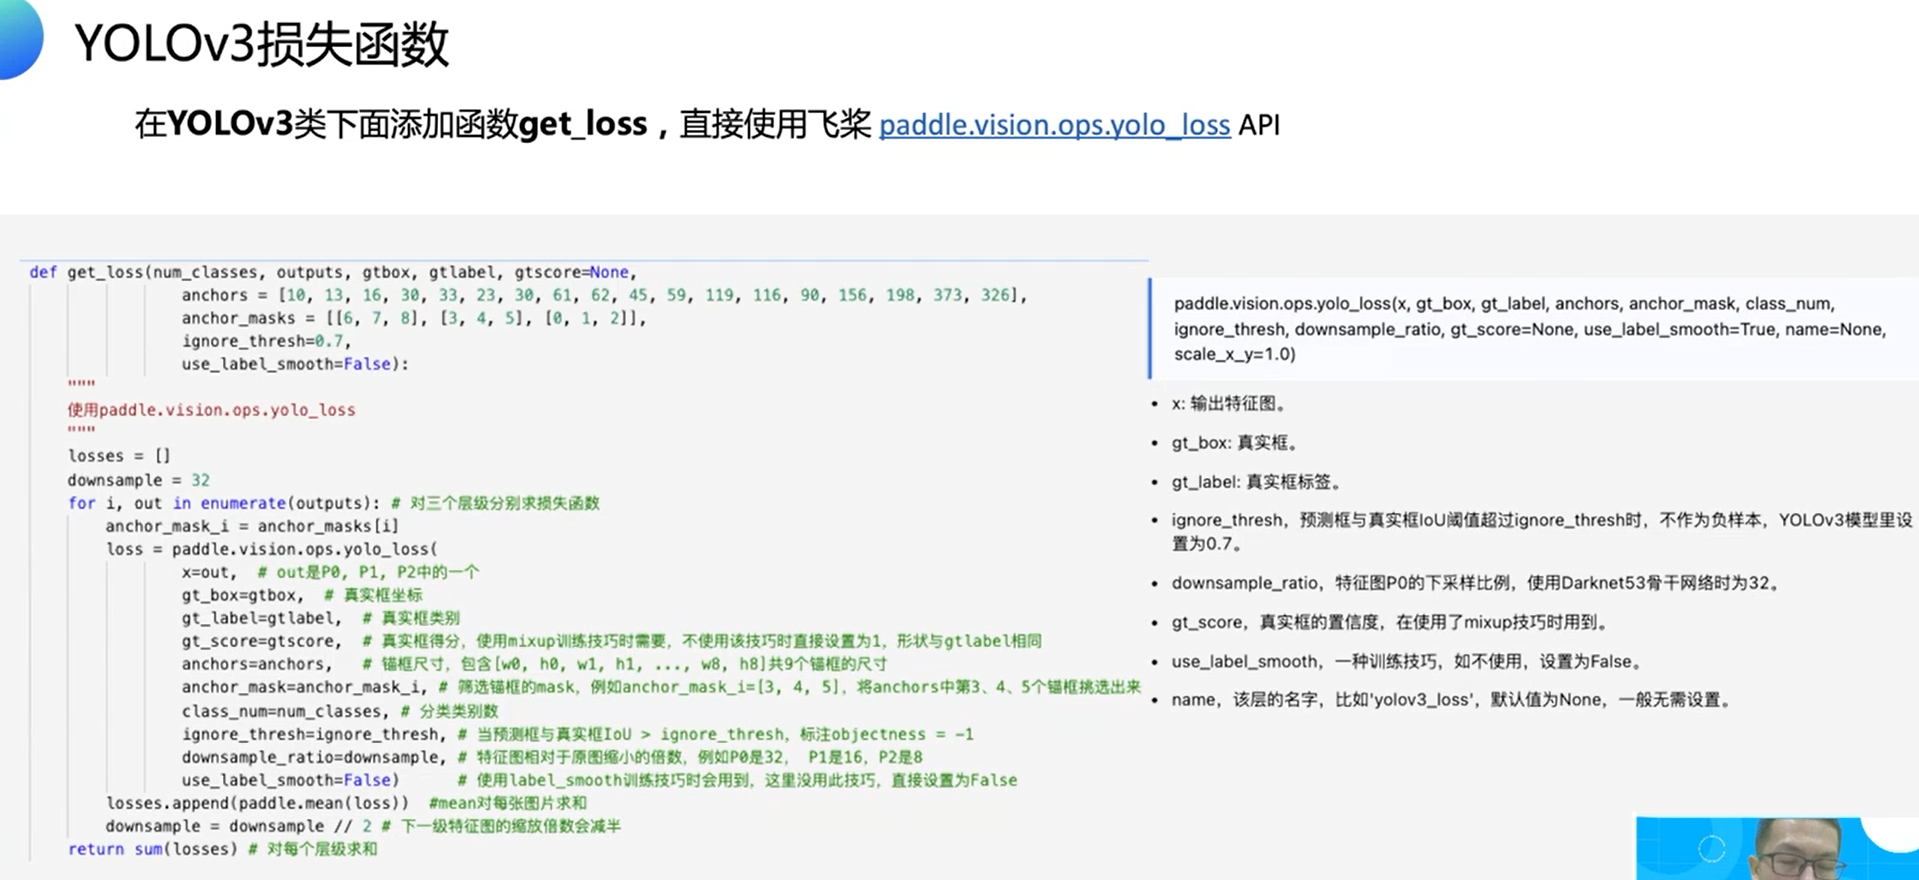 YOLOv3损失函数
在YOLOv3类下面添加函数get_loss，直接使用飞桨 paddle.vision.ops.yolo_loss API
def get_loss(num_classes, outputs, gtbox, gtlabel, gtscore=None,
anchors = [10, 13, 16, 30, 33, 23, 30, 61, 62, 45, 59, 119, 116, 90, 156, 198, 373, 326],
anchor_masks = [[6, 7, 8], [3, 4, 5], [0, 1, 2]],
ignore_thresh=0.7,
use_label_smooth=False):
"""
使用paddle.vision.ops.yolo_loss
"""
losses = []
downsample = 32
for i, out in enumerate(outputs): # 对三个层级分别求损失函数
anchor_mask_i = anchor_masks[i]
loss = paddle.vision.ops.yolo_loss(
x=out, # out是P0, P1, P2中的一个
gt_box=gtbox, # 真实框坐标
gt_label=gtlabel, # 真实框类别
gt_score=gtscore, # 真实框得分，使用mixup训练技巧时需要，不使用该技巧时直接设置为1，形状与gtlabel相同
anchors=anchors, # 锚框尺寸，包含[w0, h0, w1, h1, ..., w8, h8]共9个锚框的尺寸
anchor_mask=anchor_mask_i, # 筛选锚框的mask，例如anchor_mask_i=[3, 4, 5]，将anchors中第3、4、5个锚框挑选出来
class_num=num_classes, # 分类类别数
ignore_thresh=ignore_thresh, # 当预测框与真实框IoU > ignore_thresh，标注objectness = -1
downsample_ratio=downsample, # 特征图相对于原图缩小的倍数，例如P0是32， P1是16，P2是8
use_label_smooth=False) # 使用label_smooth训练技巧时会用到，这里没用此技巧，直接设置为False
losses.append(paddle.mean(loss)) #mean对每张图片求和
downsample = downsample // 2 # 下一级特征图的缩放倍数会减半
return sum(losses) # 对每个层级求和
paddle.vision.ops.yolo_loss(x, gt_box, gt_label, anchors, anchor_mask, class_num,
ignore_thresh, downsample_ratio, gt_score=None, use_label_smooth=True, name=None,
scale_x_y=1.0)
• x: 输出特征图。
• gt_box: 真实框。
• gt_label: 真实框标签。
• ignore_thresh，预测框与真实框IoU阈值超过ignore_thresh时，不作为负样本，YOLOv3模型里设
置为0.7。
• downsample_ratio，特征图P0的下采样比例，使用Darknet53骨干网络时为32。
• gt_score，真实框的置信度，在使用了mixup技巧时用到。
• use_label_smooth，一种训练技巧，如不使用，设置为False。
• name，该层的名字，比如'yolov3_loss'，默认值为None，一般无需设置。